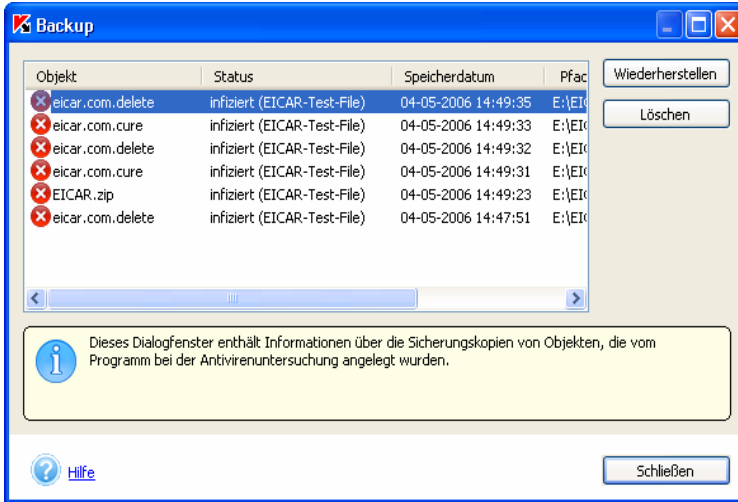 Backup
Objekt Status Speicherdatum Pfad
eicar.com.delete infiziert (EICAR-Test-File) 04-05-2006 14:49:35 E:\EI
eicar.com.cure infiziert (EICAR-Test-File) 04-05-2006 14:49:33 E:\EI
eicar.com.delete infiziert (EICAR-Test-File) 04-05-2006 14:49:32 E:\EI
eicar.com.cure infiziert (EICAR-Test-File) 04-05-2006 14:49:31 E:\EI
EICAR.zip infiziert (EICAR-Test-File) 04-05-2006 14:49:23 E:\EI
eicar.com.delete infiziert (EICAR-Test-File) 04-05-2006 14:47:51 E:\EI
Wiederherstellen
Löschen
Dieses Dialogfenster enthält Informationen über die Sicherungskopien von Objekten, die vom
Programm bei der Antivirenuntersuchung angelegt wurden.
Hilfe
Schließen